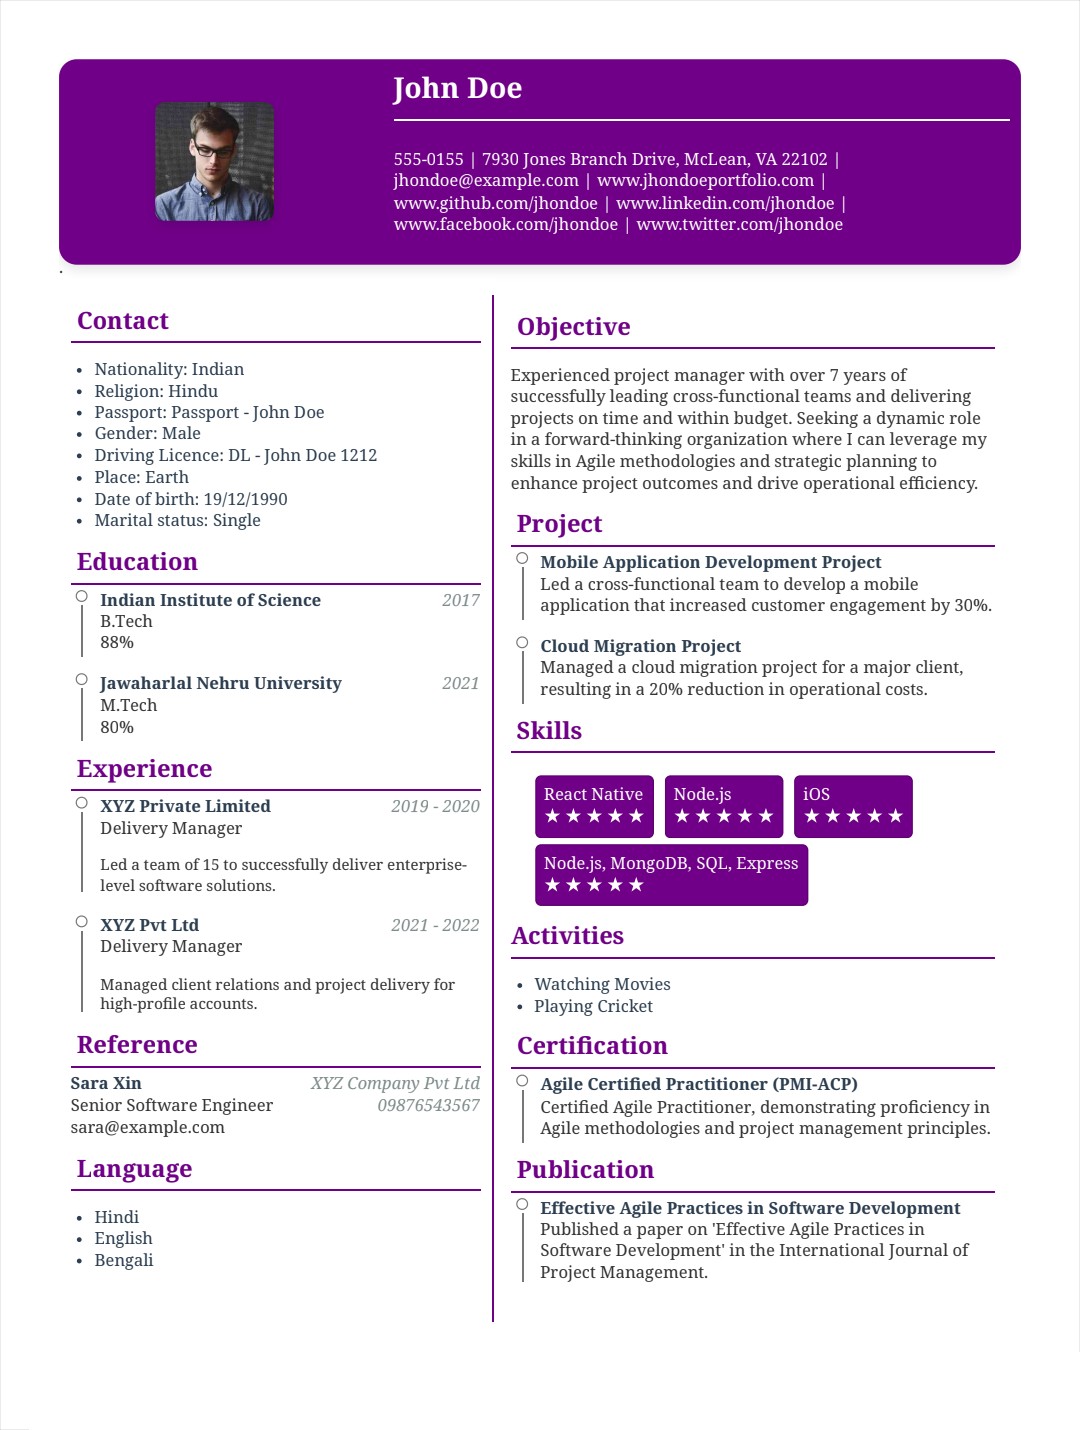 John Doe
555-0155 | 7930 Jones Branch Drive, McLean, VA 22102 |
jhondoe@example.com | www.jhondoeportfolio.com |
www.github.com/jhondoe | www.linkedin.com/jhondoe |
www.facebook.com/jhondoe | www.twitter.com/jhondoe
.
Contact
• Nationality: Indian
• Religion: Hindu
• Passport: Passport - John Doe
• Gender: Male
• Driving Licence: DL - John Doe 1212
• Place: Earth
• Date of birth: 19/12/1990
• Marital status: Single
Education
Indian Institute of Science 2017
B.Tech
88%
Jawaharlal Nehru University 2021
M.Tech
80%
Experience
XYZ Private Limited 2019 - 2020
Delivery Manager
Led a team of 15 to successfully deliver enterprise-
level software solutions.
XYZ Pvt Ltd 2021 - 2022
Delivery Manager
Managed client relations and project delivery for
high-profile accounts.
Reference
Sara Xin XYZ Company Pvt Ltd
Senior Software Engineer 09876543567
sara@example.com
Language
• Hindi
• English
• Bengali
Objective
Experienced project manager with over 7 years of
successfully leading cross-functional teams and delivering
projects on time and within budget. Seeking a dynamic role
in a forward-thinking organization where I can leverage my
skills in Agile methodologies and strategic planning to
enhance project outcomes and drive operational efficiency.
Project
Mobile Application Development Project
Led a cross-functional team to develop a mobile
application that increased customer engagement by 30%.
Cloud Migration Project
Managed a cloud migration project for a major client,
resulting in a 20% reduction in operational costs.
Skills
React Native Node.js iOS
★★★★★ ★★★★★ ★★★★★
Node.js, MongoDB, SQL, Express
★★★★★
Activities
• Watching Movies
• Playing Cricket
Certification
Agile Certified Practitioner (PMI-ACP)
Certified Agile Practitioner, demonstrating proficiency in
Agile methodologies and project management principles.
Publication
Effective Agile Practices in Software Development
Published a paper on 'Effective Agile Practices in
Software Development' in the International Journal of
Project Management.